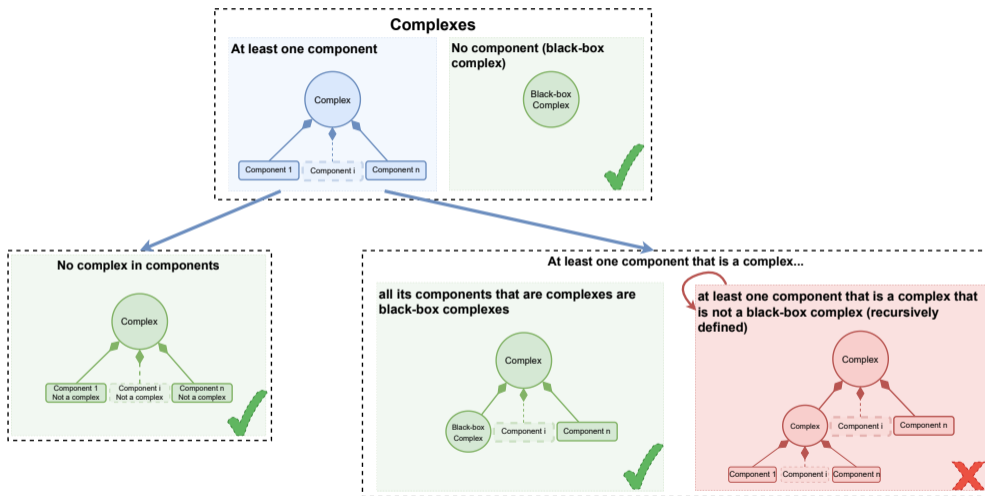 Complexes
At least one component
Complex
Component 1
Component i
Component n
No component (black-box
complex)
Black-box
Complex
No complex in components
Complex
Component 1
Not a complex
Component i
Not a complex
Component n
Not a complex
At least one component that is a complex...
all its components that are complexes are
black-box complexes
Complex
Black-box
Complex
Component i
Component n
at least one component that is a complex that
is not a black-box complex (recursively
defined)
Complex
Complex
Component i
Component n
Component 1
Component i
Component n